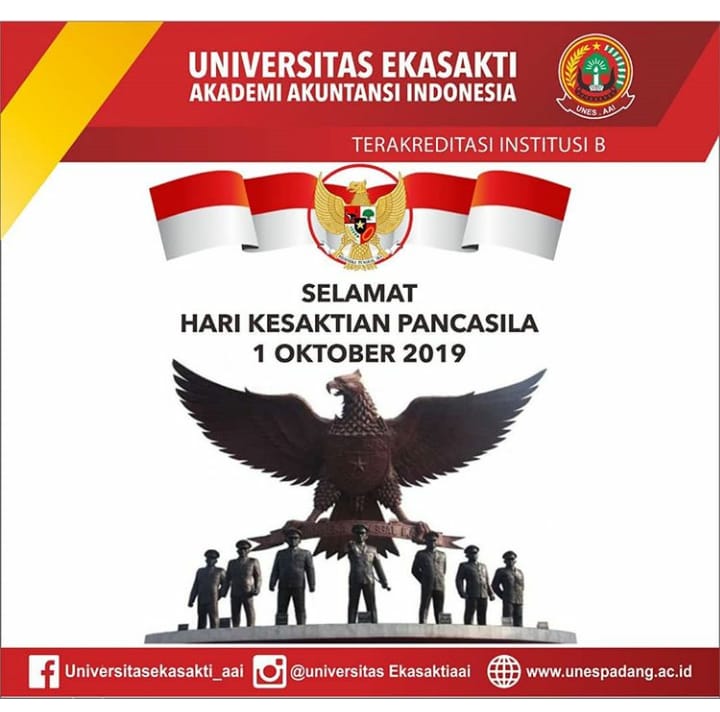 UNIVERSITAS EKASAKTI
AKADEMI AKUNTANSI INDONESIA
UNES . AAI
TERAKREDITASI INSTITUSI B
SELAMAT
HARI KESAKTIAN PANCASILA
1 OKTOBER 2019
Universitasekasakti_aai
@universitas Ekasaktiaai
www.unespadang.ac.id